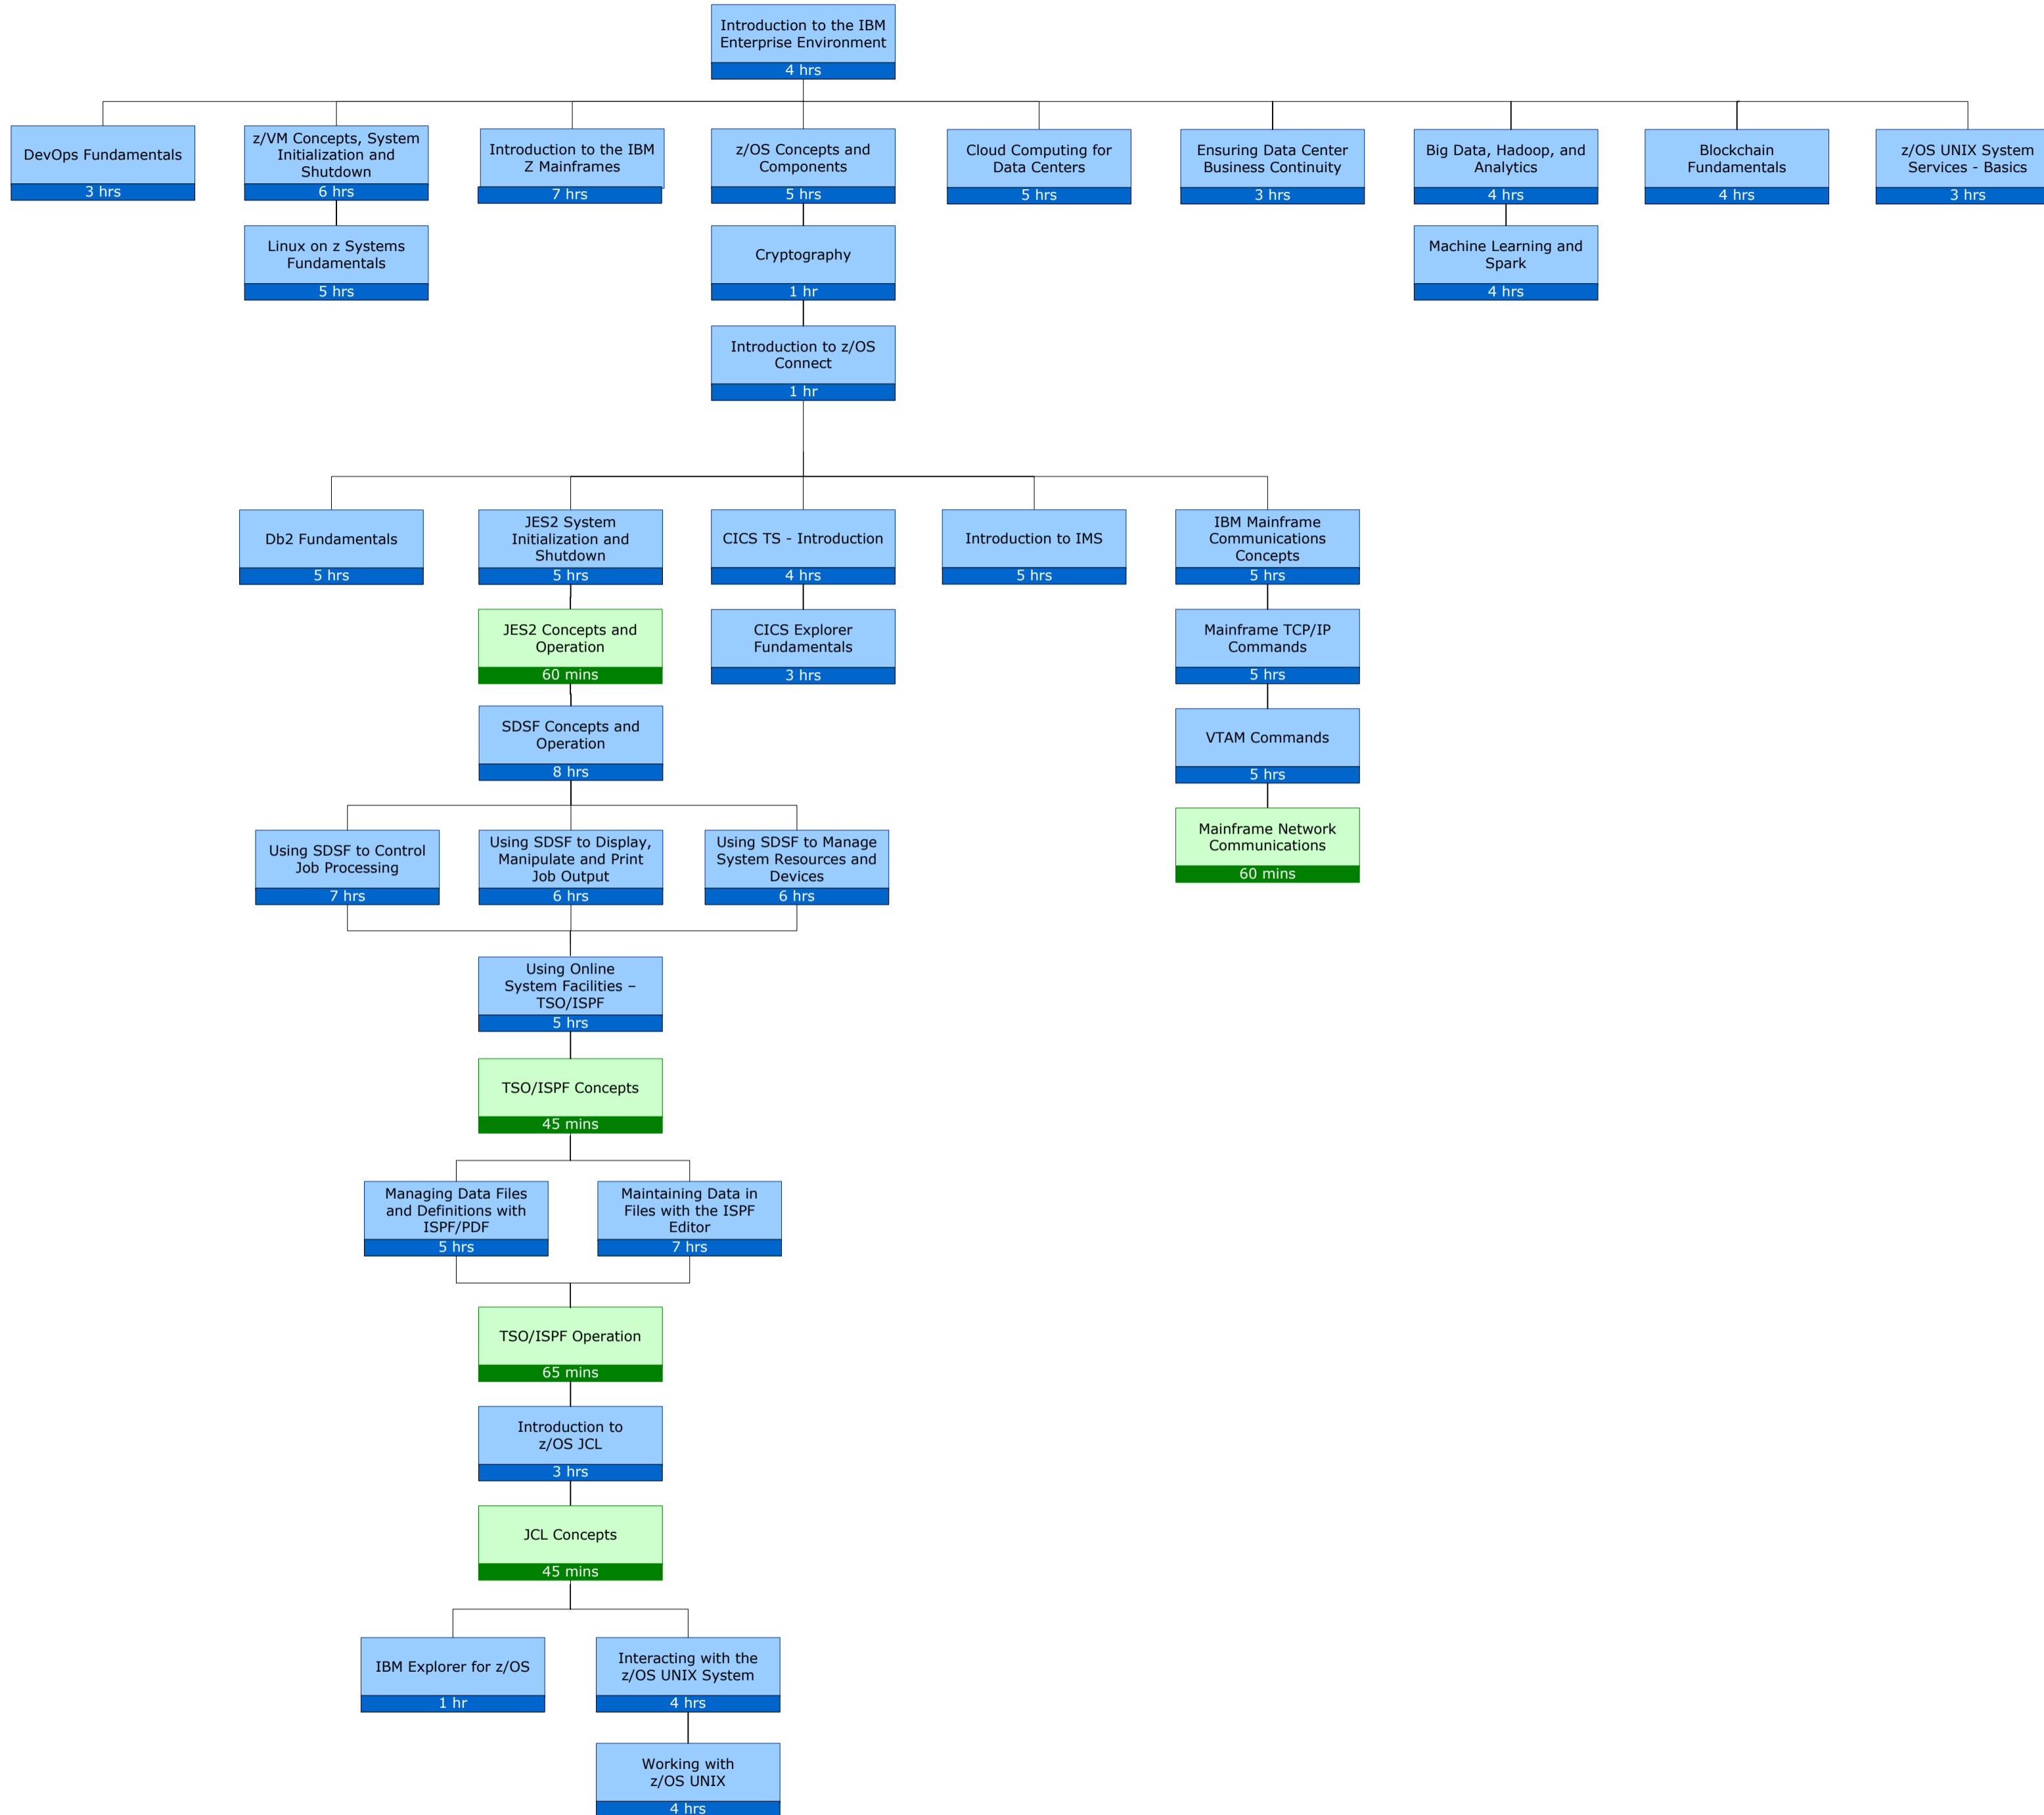 Introduction to the IBM
Enterprise Environment
4 hrs
DevOps Fundamentals
3 hrs
z/VM Concepts, System
Initialization and
Shutdown
6 hrs
Introduction to the IBM
Z Mainframes
7 hrs
z/OS Concepts and
Components
5 hrs
Cloud Computing for
Data Centers
5 hrs
Ensuring Data Center
Business Continuity
3 hrs
Big Data, Hadoop, and
Analytics
4 hrs
Blockchain
Fundamentals
4 hrs
z/OS UNIX System
Services - Basics
3 hrs
Linux on z Systems
Fundamentals
5 hrs
Cryptography
1 hr
Machine Learning and
Spark
4 hrs
Introduction to z/OS
Connect
1 hr
Db2 Fundamentals
5 hrs
JES2 System
Initialization and
Shutdown
5 hrs
CICS TS - Introduction
4 hrs
Introduction to IMS
5 hrs
IBM Mainframe
Communications
Concepts
5 hrs
JES2 Concepts and
Operation
60 mins
CICS Explorer
Fundamentals
3 hrs
Mainframe TCP/IP
Commands
5 hrs
SDSF Concepts and
Operation
8 hrs
VTAM Commands
5 hrs
Using SDSF to Control
Job Processing
7 hrs
Using SDSF to Display,
Manipulate and Print
Job Output
6 hrs
Using SDSF to Manage
System Resources and
Devices
6 hrs
Mainframe Network
Communications
60 mins
Using Online
System Facilities –
TSO/ISPF
5 hrs
TSO/ISPF Concepts
45 mins
Managing Data Files
and Definitions with
ISPF/PDF
5 hrs
Maintaining Data in
Files with the ISPF
Editor
7 hrs
TSO/ISPF Operation
65 mins
Introduction to
z/OS JCL
3 hrs
JCL Concepts
45 mins
IBM Explorer for z/OS
1 hr
Interacting with the
z/OS UNIX System
4 hrs
Working with
z/OS UNIX
4 hrs